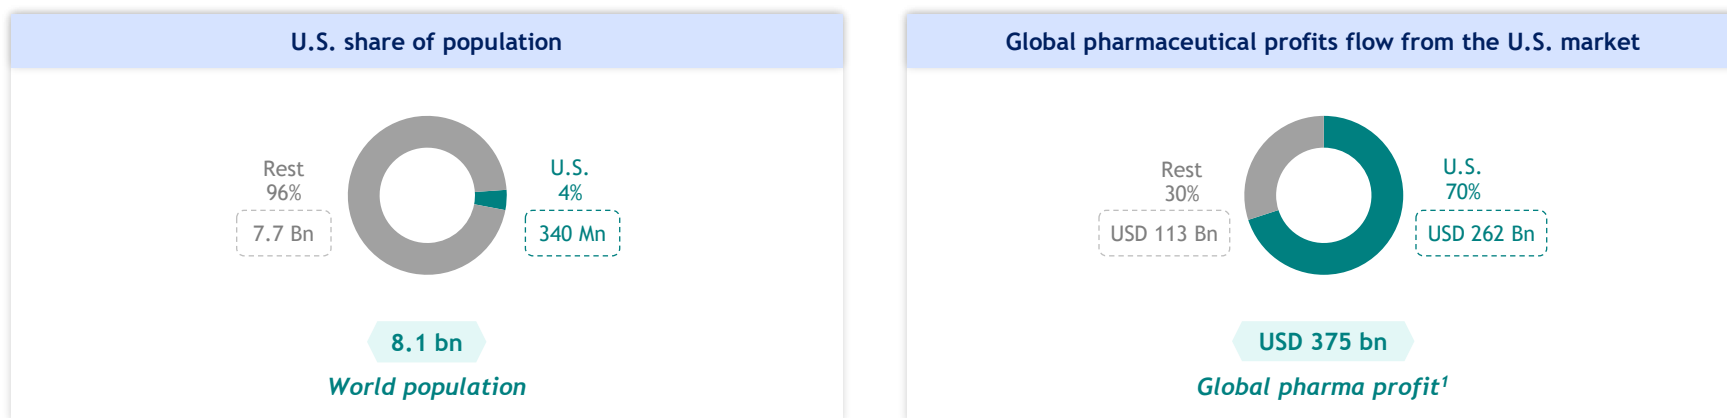 U.S. share of population
Rest
96%
7.7 Bn
U.S.
4%
340 Mn
8.1 bn
World population
Global pharmaceutical profits flow from the U.S. market
Rest
30%
USD 113 Bn
U.S.
70%
USD 262 Bn
USD 375 bn
Global pharma profit¹